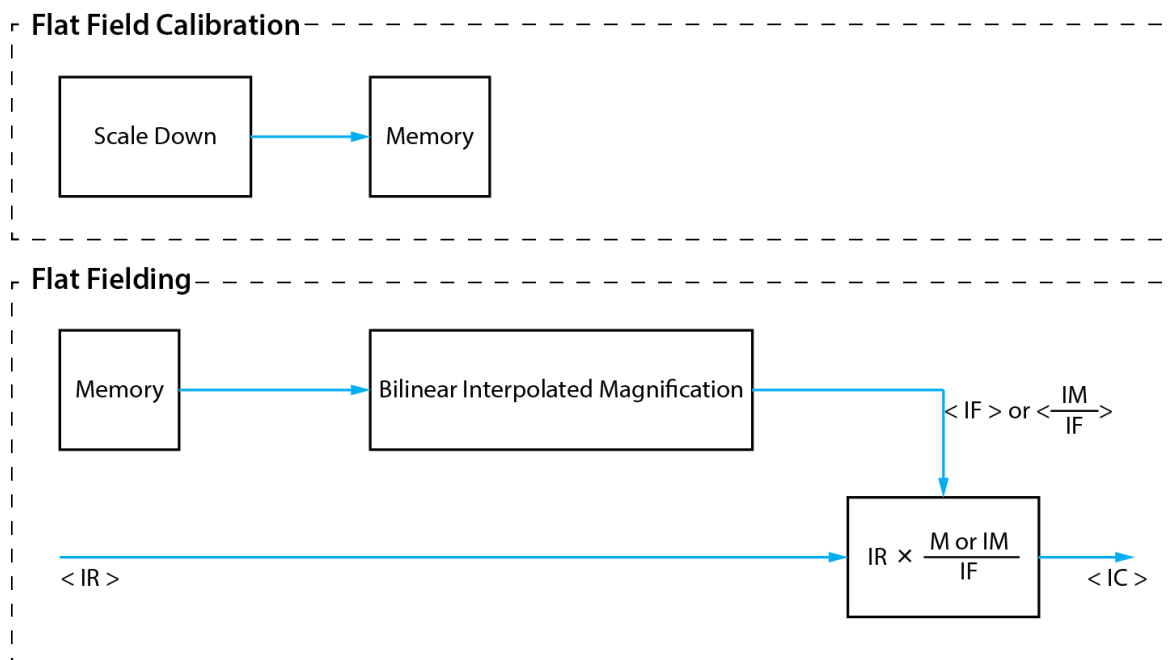 Flat Field Calibration
Scale Down
Memory
Flat Fielding
Memory
Bilinear Interpolated Magnification
< IF > or < IM / IF >
IR × M or IM / IF
< IR >
< IC >